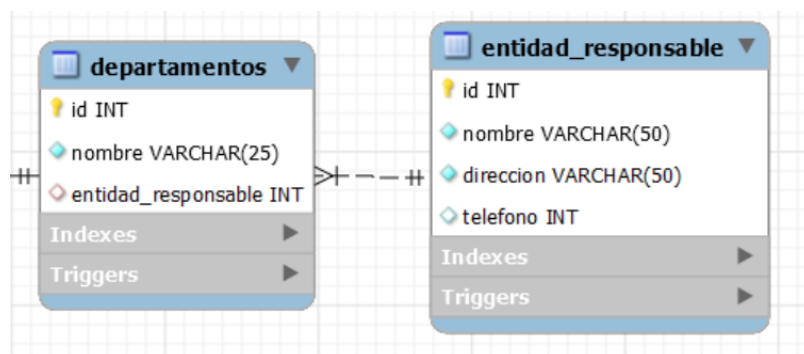 departamentos
id INT
nombre VARCHAR(25)
entidad_responsable INT
Indexes
Triggers
entidad_responsable
id INT
nombre VARCHAR(50)
direccion VARCHAR(50)
telefono INT
Indexes
Triggers